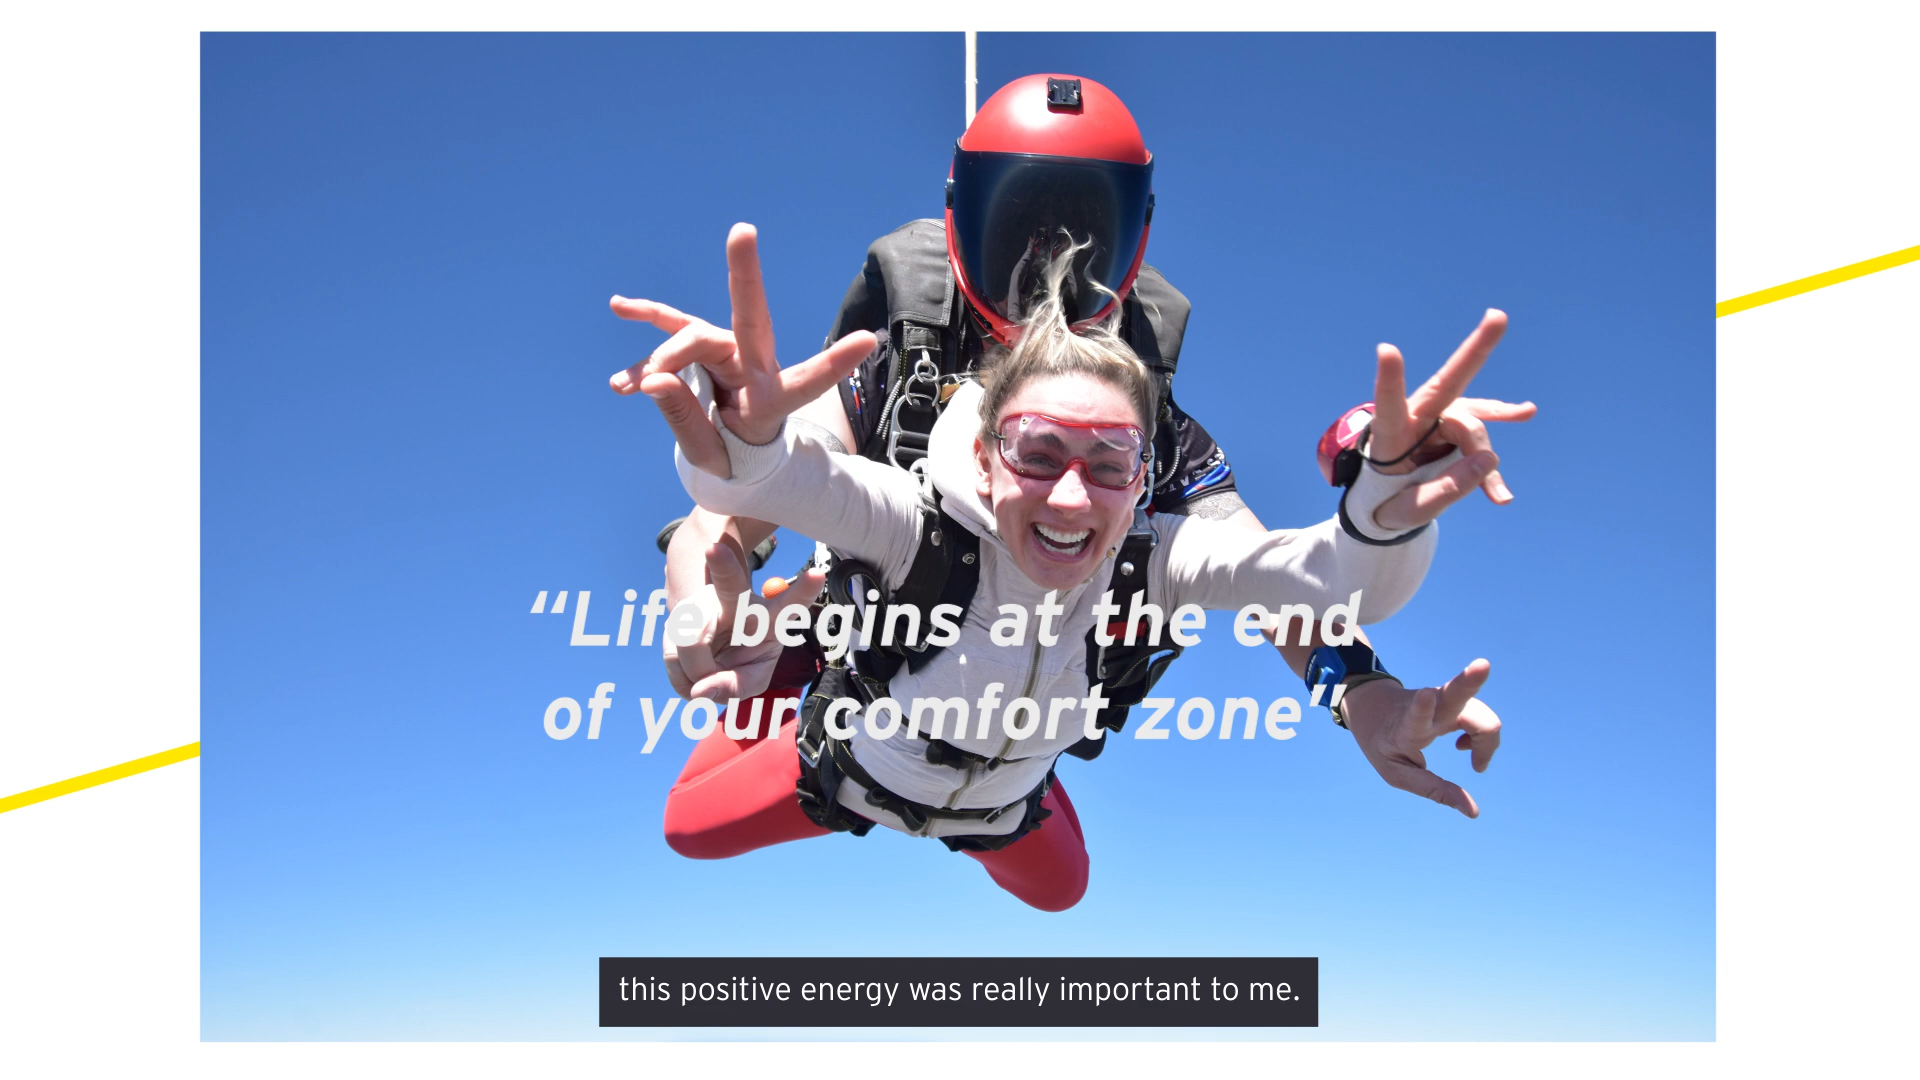 “Life begins at the end
of your comfort zone”
this positive energy was really important to me.